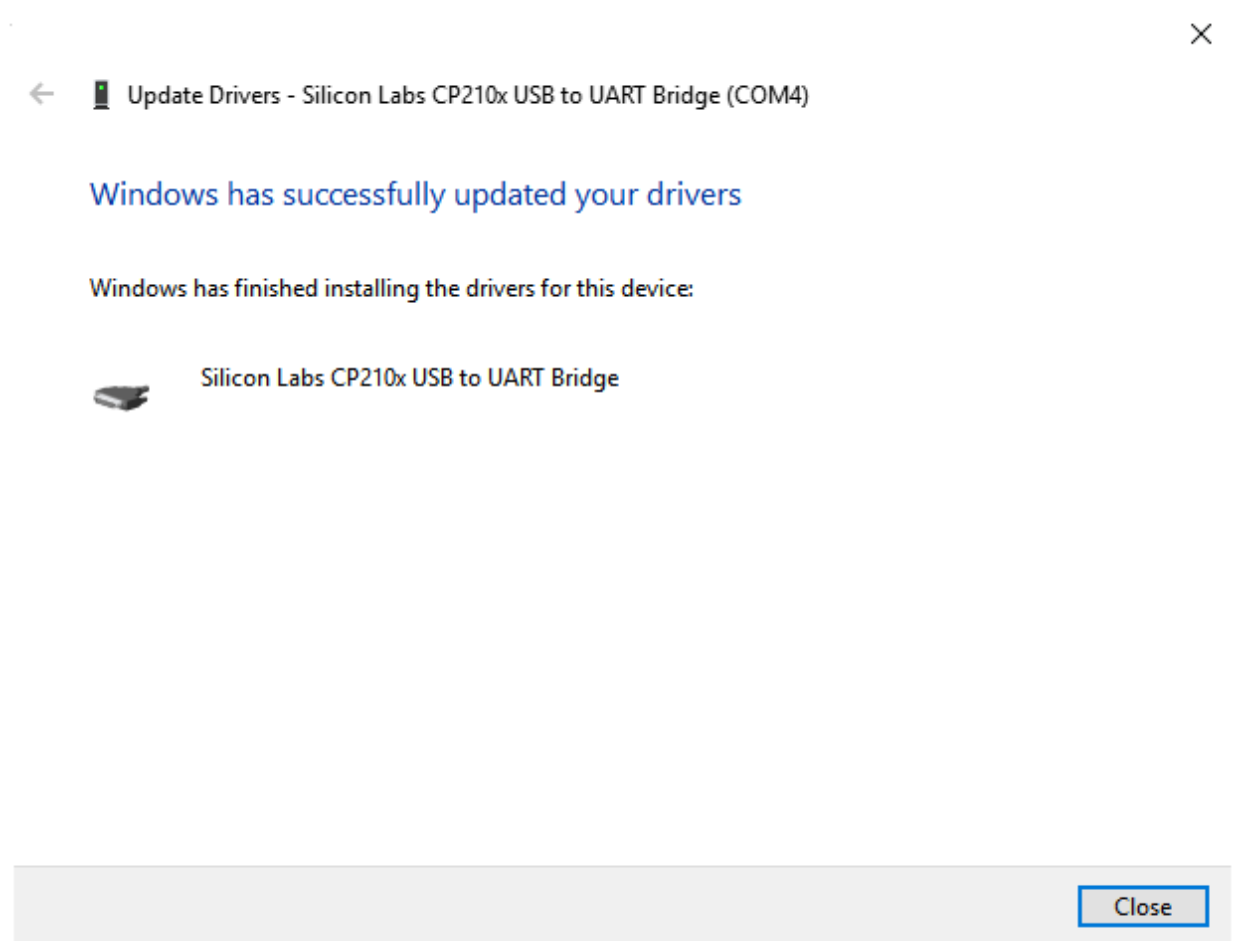 Update Drivers - Silicon Labs CP210x USB to UART Bridge (COM4)
Windows has successfully updated your drivers
Windows has finished installing the drivers for this device:
Silicon Labs CP210x USB to UART Bridge
Close